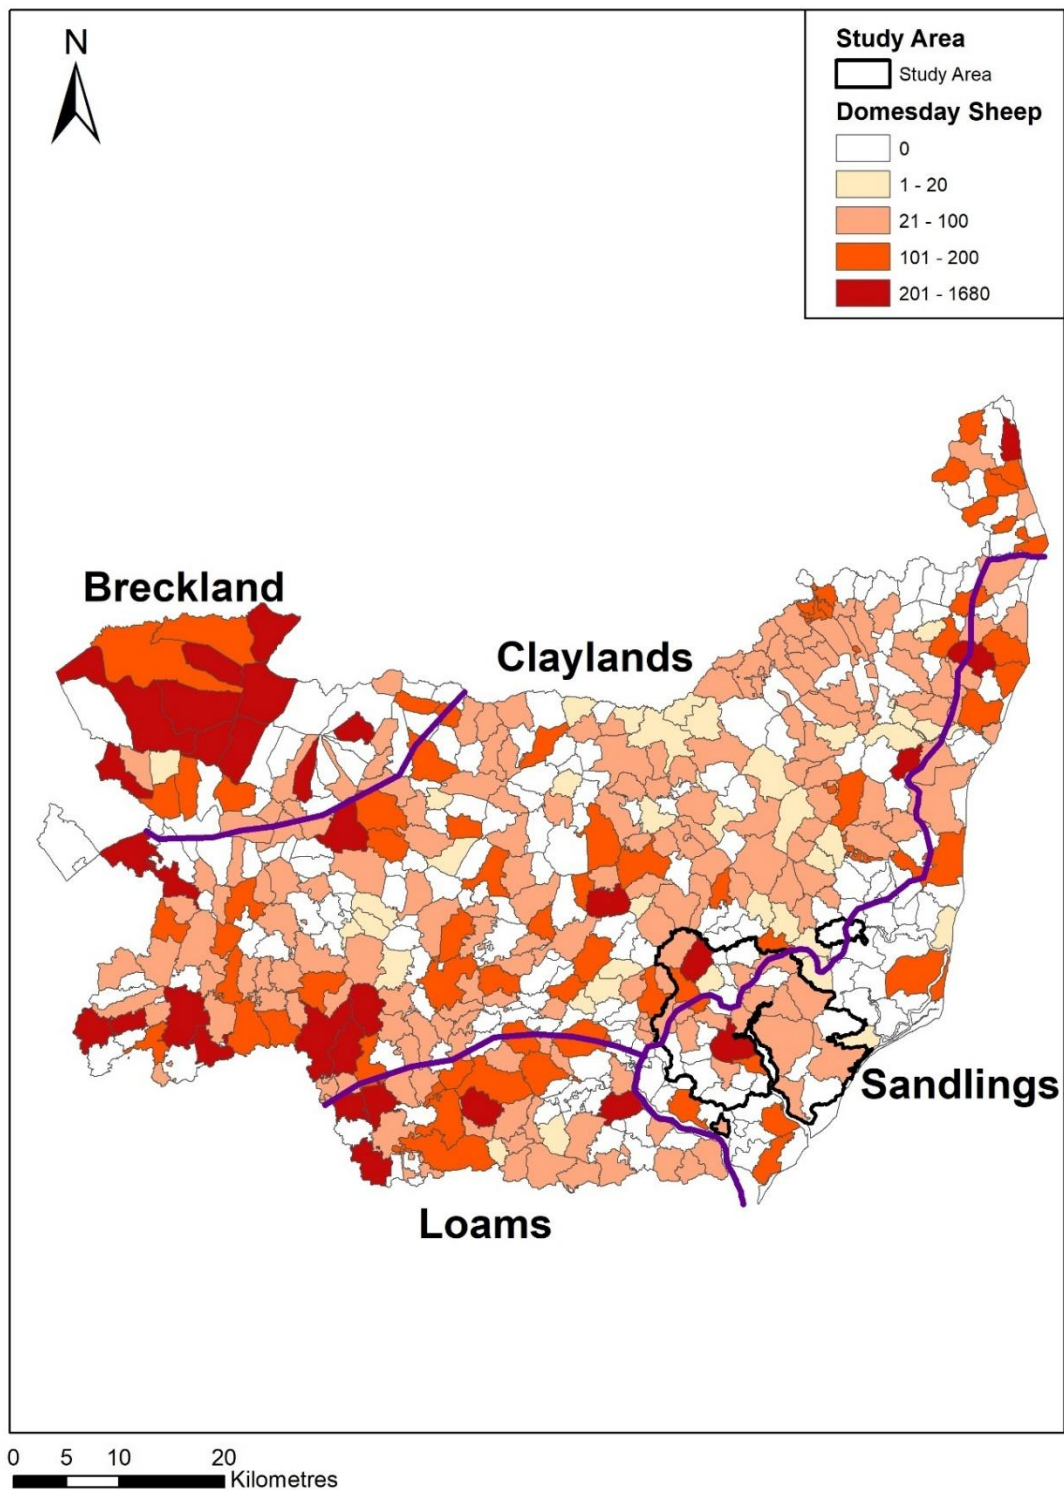 N
Study Area
Study Area
Domesday Sheep
0
1 - 20
21 - 100
101 - 200
201 - 1680
Breckland
Claylands
Sandlings
Loams
0 5 10 20
Kilometres